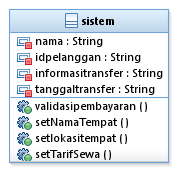 sistem
nama : String
idpelanggan : String
informasitransfer : String
tanggaltransfer : String
validasipembayaran ( )
setNamaTempat ( )
setlokasitempat ( )
setTarifSewa ( )